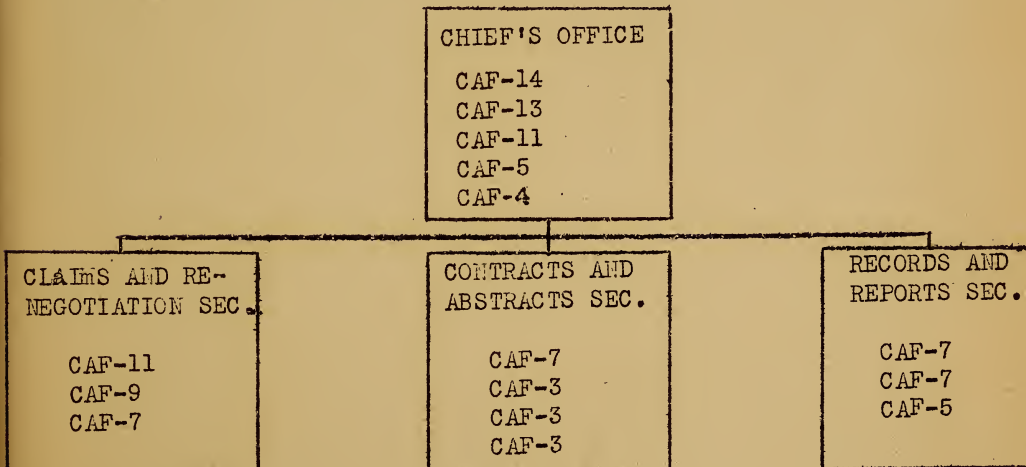 CHIEF'S OFFICE
CAF-14
CAF-13
CAF-11
CAF-5
CAF-4
CLAIMS AND RE-
NEGOTIATION SEC.
CAF-11
CAF-9
CAF-7
CONTRACTS AND
ABSTRACTS SEC.
CAF-7
CAF-3
CAF-3
CAF-3
RECORDS AND
REPORTS SEC.
CAF-7
CAF-7
CAF-5